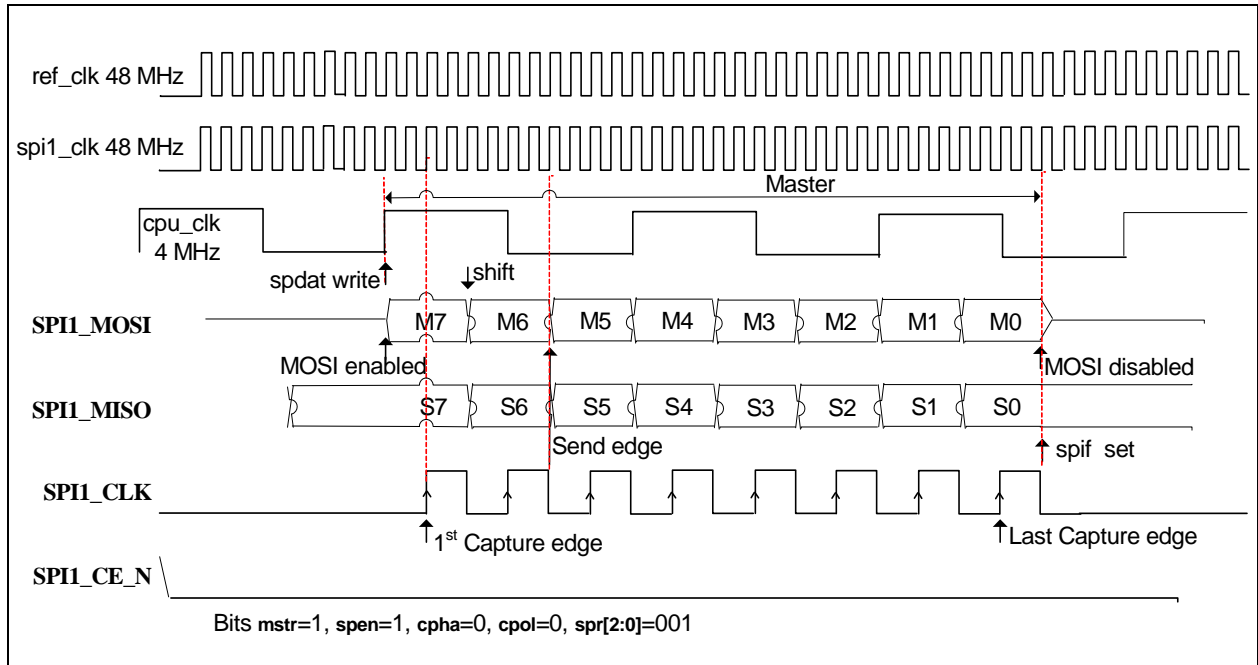 ref_clk 48 MHz
spi1_clk 48 MHz
Master
cpu_clk
4 MHz
spdat write
shift
SPI1_MOSI
M7 M6 M5 M4 M3 M2 M1 M0
MOSI enabled
MOSI disabled
SPI1_MISO
S7 S6 S5 S4 S3 S2 S1 S0
Send edge
spif set
SPI1_CLK
1st Capture edge
Last Capture edge
SPI1_CE_N
Bits mstr=1, spen=1, cpha=0, cpol=0, spr[2:0]=001